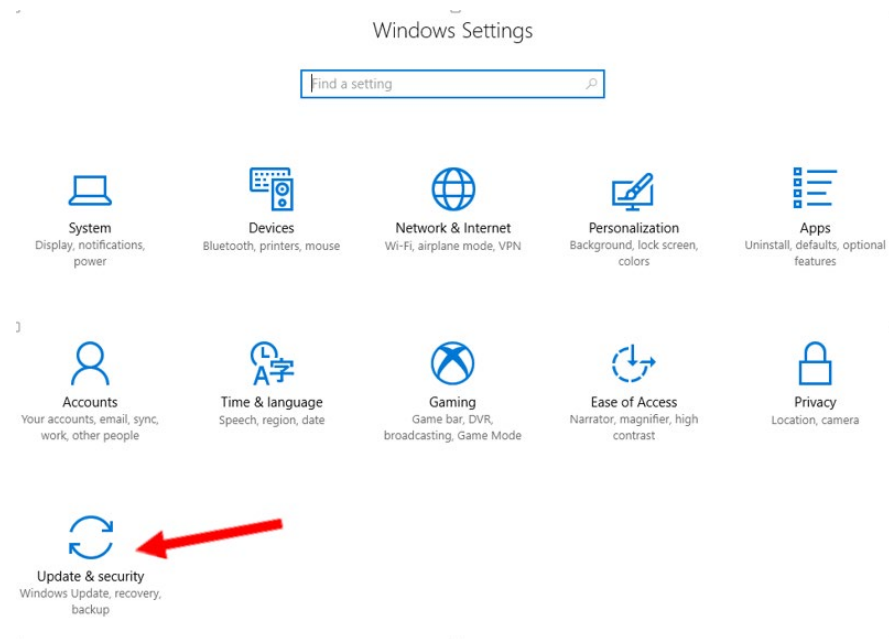 Windows Settings
Find a setting
System
Display, notifications,
power
Devices
Bluetooth, printers, mouse
Network & Internet
Wi-Fi, airplane mode, VPN
Personalization
Background, lock screen,
colors
Apps
Uninstall, defaults, optional
features
Accounts
Your accounts, email, sync,
work, other people
A字
Time & language
Speech, region, date
Gaming
Game bar, DVR,
broadcasting, Game Mode
Ease of Access
Narrator, magnifier, high
contrast
Privacy
Location, camera
Update & security
Windows Update, recovery,
backup